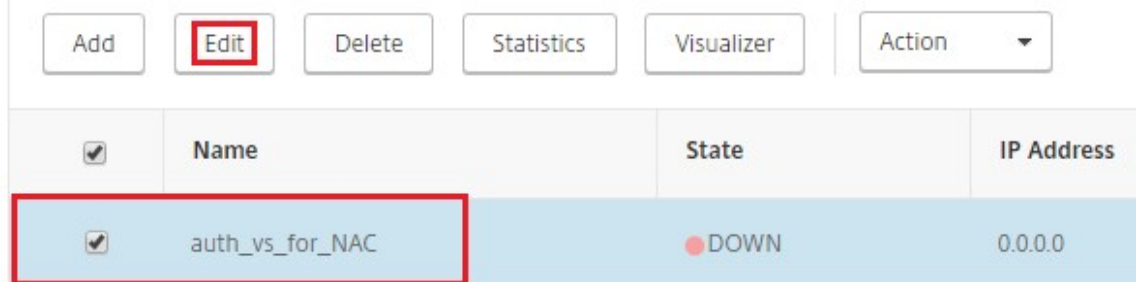 Add Edit Delete Statistics Visualizer Action
Name State IP Address
auth_vs_for_NAC DOWN 0.0.0.0